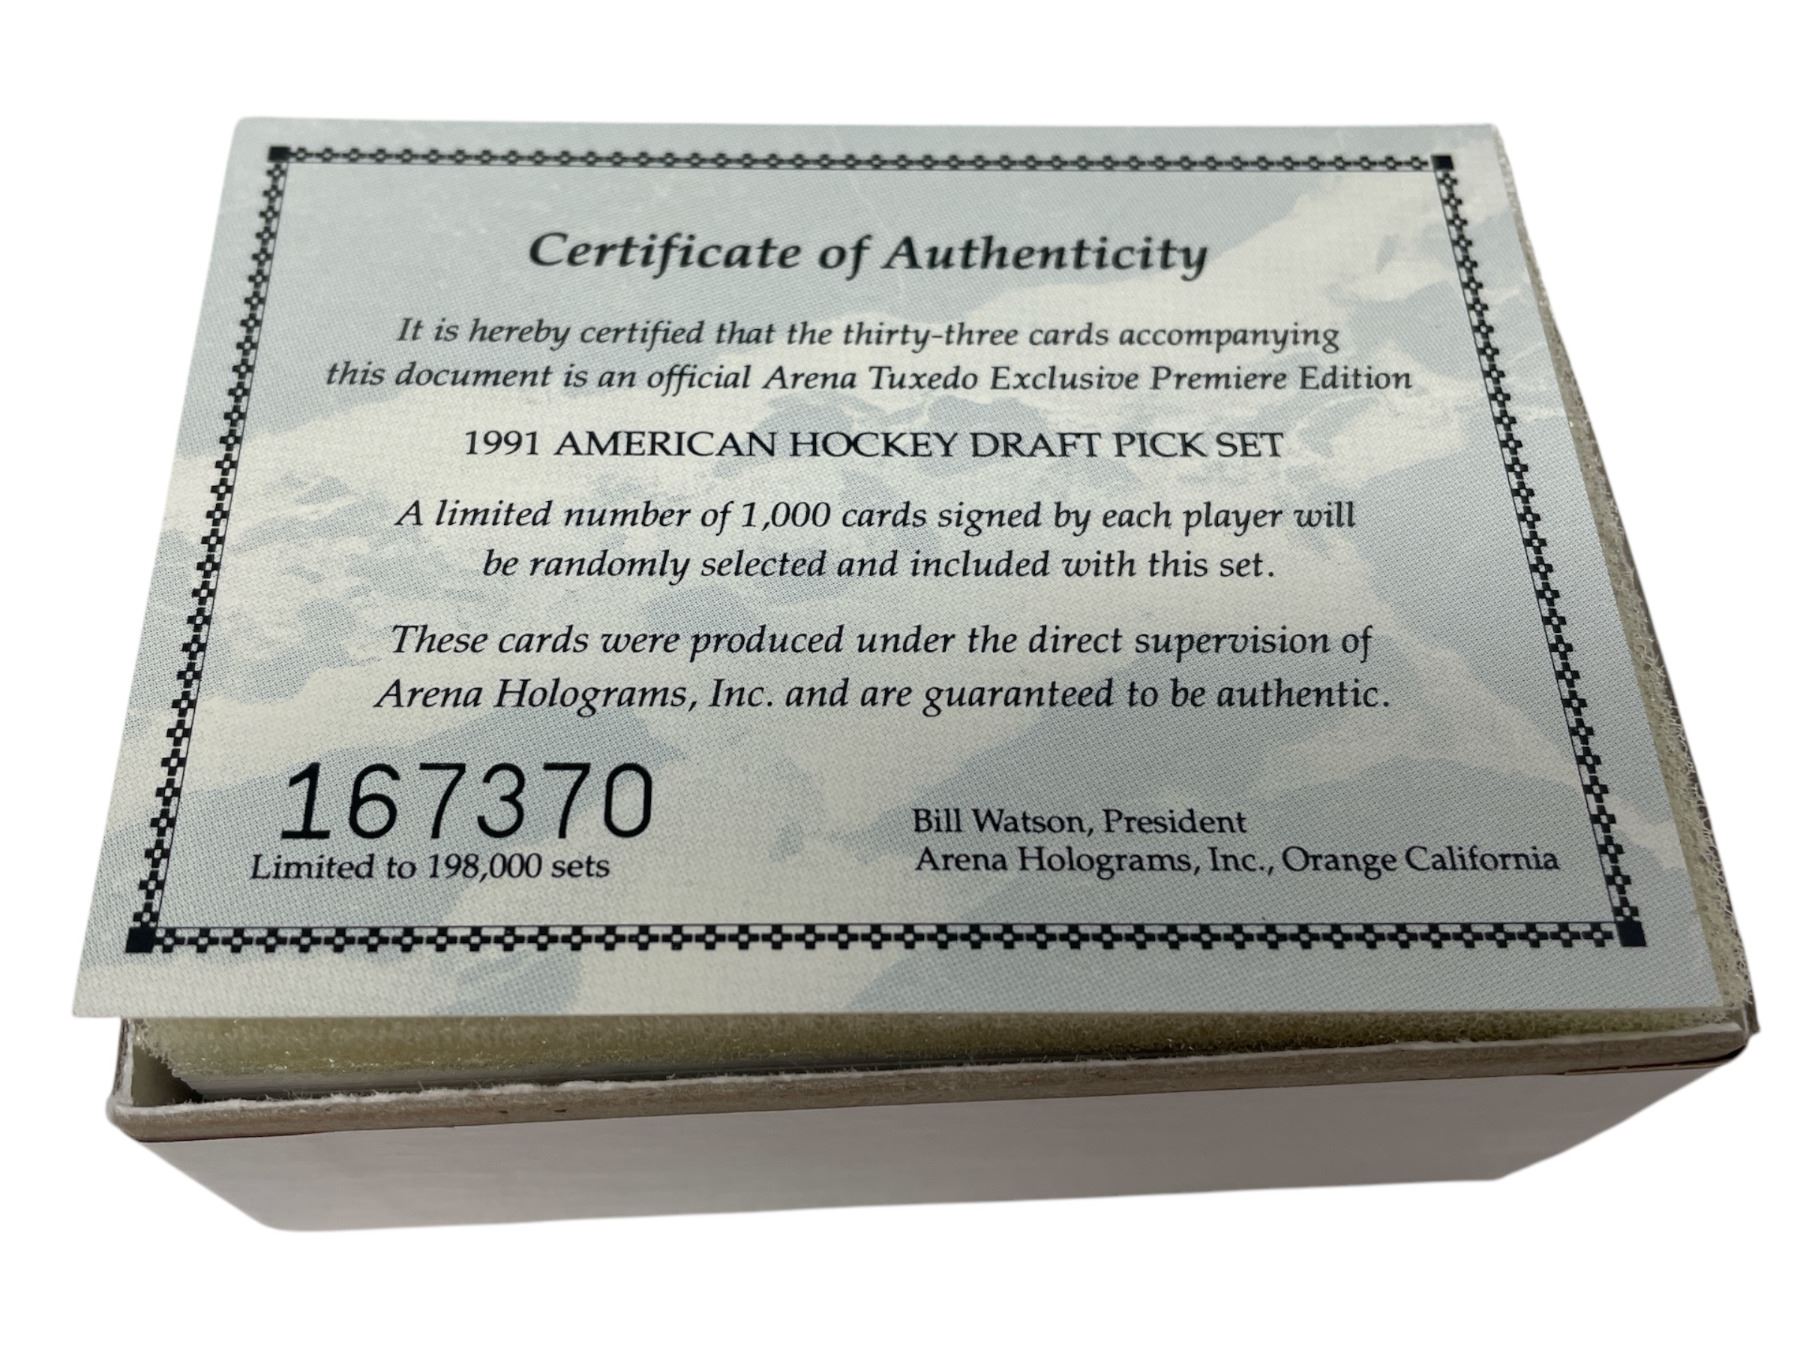 Certificate of Authenticity
It is hereby certified that the thirty-three cards accompanying
this document is an official Arena Tuxedo Exclusive Premiere Edition
1991 AMERICAN HOCKEY DRAFT PICK SET
A limited number of 1,000 cards signed by each player will
be randomly selected and included with this set.
These cards were produced under the direct supervision of
Arena Holograms, Inc. and are guaranteed to be authentic.
167370
Limited to 198,000 sets
Bill Watson, President
Arena Holograms, Inc., Orange California